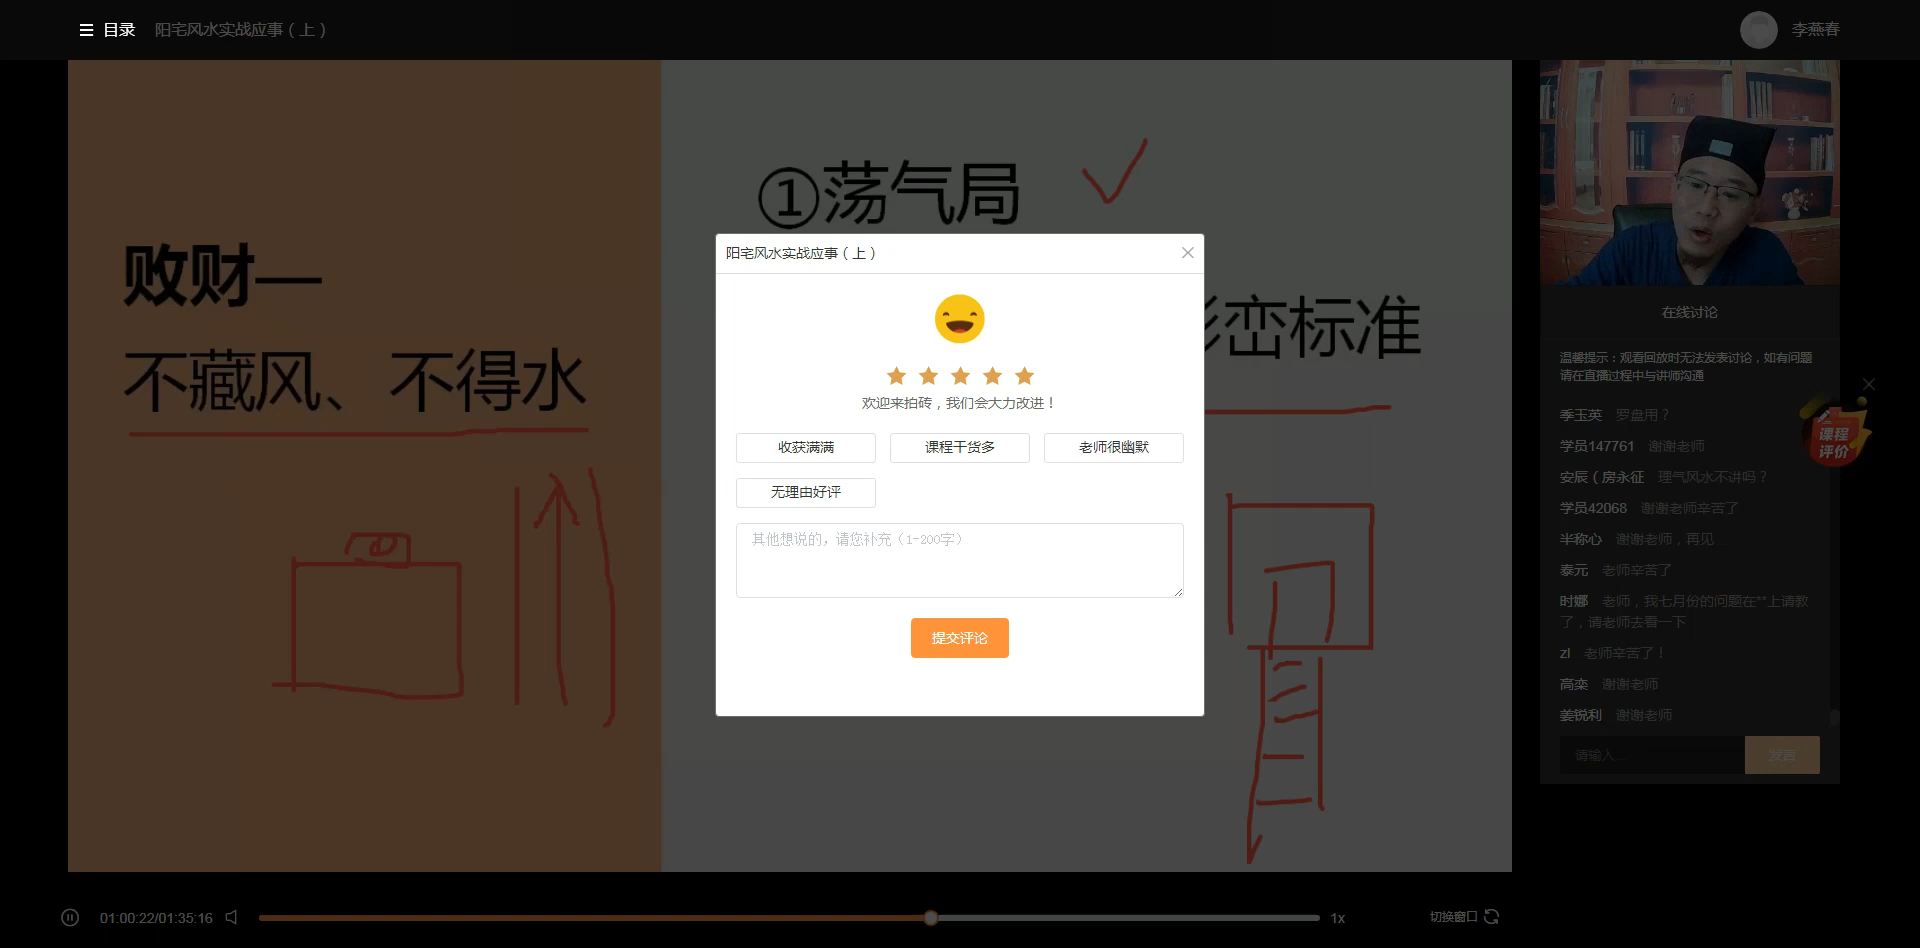 目录 阳宅风水实战应事（上）
李燕春
败财—
不藏风、不得水
①荡气局
峦标准
阳宅风水实战应事（上）
欢迎来拍砖，我们会大力改进！
收获满满 课程干货多 老师很幽默
无理由好评
其他想说的，请您补充（1-200字）
提交评论
在线讨论
温馨提示：观看回放时无法发表讨论，如有问题
请在直播过程中与讲师沟通
课程
评价
季玉英 罗盘用？
学员147761 谢谢老师
安辰（房永征 理气风水不讲吗？
学员42068 谢谢老师辛苦了
半称心 谢谢老师，再见
泰元 老师辛苦了
时娜 老师，我七月份的问题在**上请教
了，请老师去看一下
zl 老师辛苦了！
高栾 谢谢老师
姜锐利 谢谢老师
请输入... 发言
01:00:22/01:35:16
1x
切换窗口